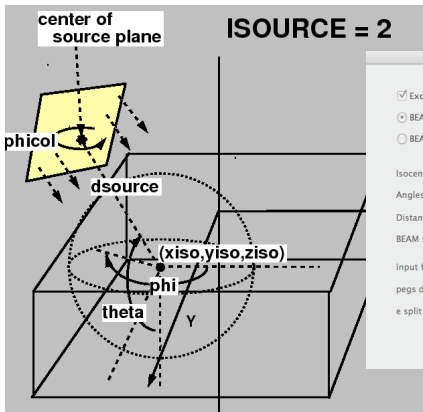 center of
source plane
ISOURCE = 2
phicol
dsource
(xiso,yiso,ziso)
phi
theta
Y
Exc
BEA
BEA
Isocen
Angles
Distan
BEAM
input f
pegs d
e split